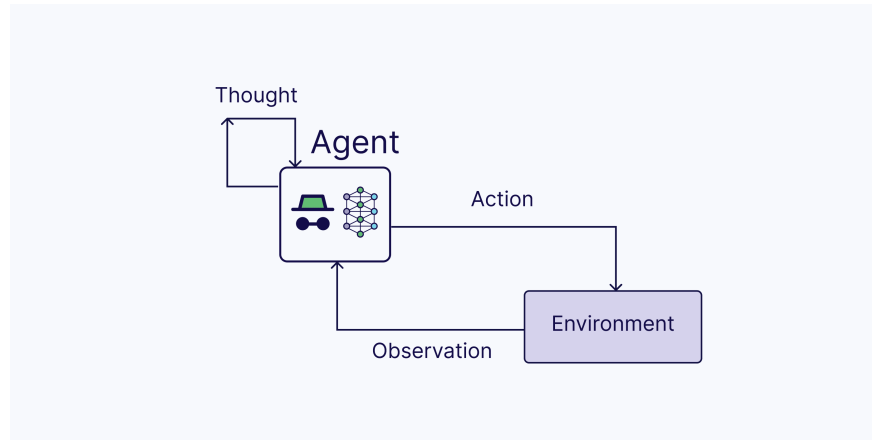 Thought
Agent
Action
Environment
Observation